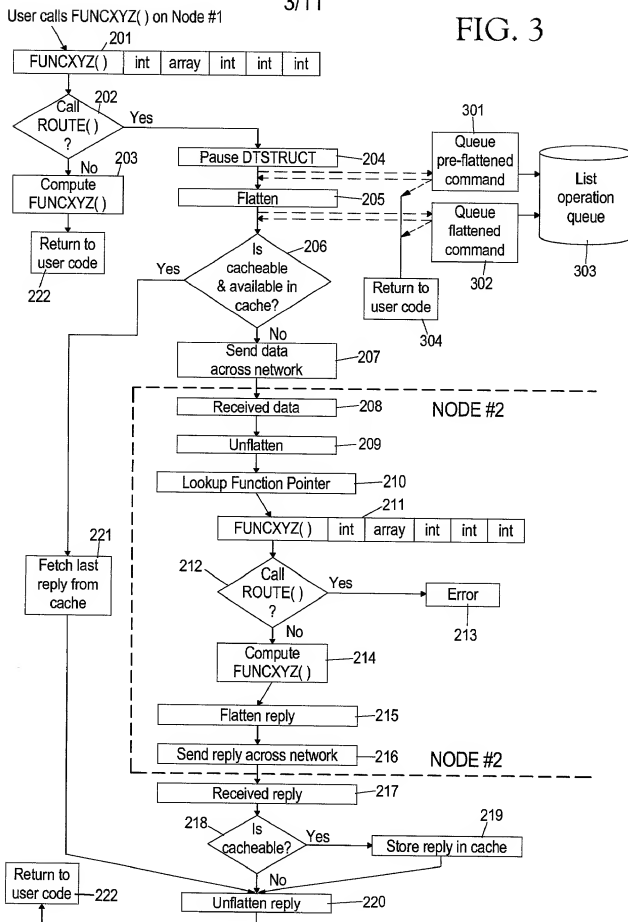 3/11
FIG. 3
User calls FUNCXYZ( ) on Node #1
201
FUNCXYZ( ) int array int int int
Call
ROUTE( )
?
202
Yes
No
203
Compute
FUNCXYZ( )
Return to
user code
222
Pause DTSTRUCT
204
Flatten
205
301
Queue
pre-flattened
command
Queue
flattened
command
302
List
operation
queue
303
Return to
user code
304
Is
cacheable
& available in
cache?
206
Yes
No
Send data
across network
207
NODE #2
Received data
208
Unflatten
209
Lookup Function Pointer
210
211
FUNCXYZ( ) int array int int int
212
Call
ROUTE( )
?
Yes
Error
213
No
Compute
FUNCXYZ( )
214
221
Fetch last
reply from
cache
Flatten reply
215
Send reply across network
216
NODE #2
Received reply
217
218
Is
cacheable?
Yes
219
Store reply in cache
No
Return to
user code
222
Unflatten reply
220